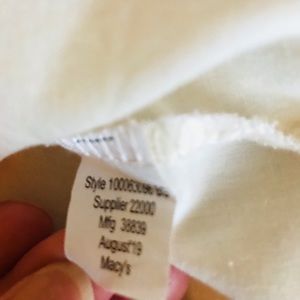 Style
Supplier 22000
Mfg 38839
August'19
Macy's